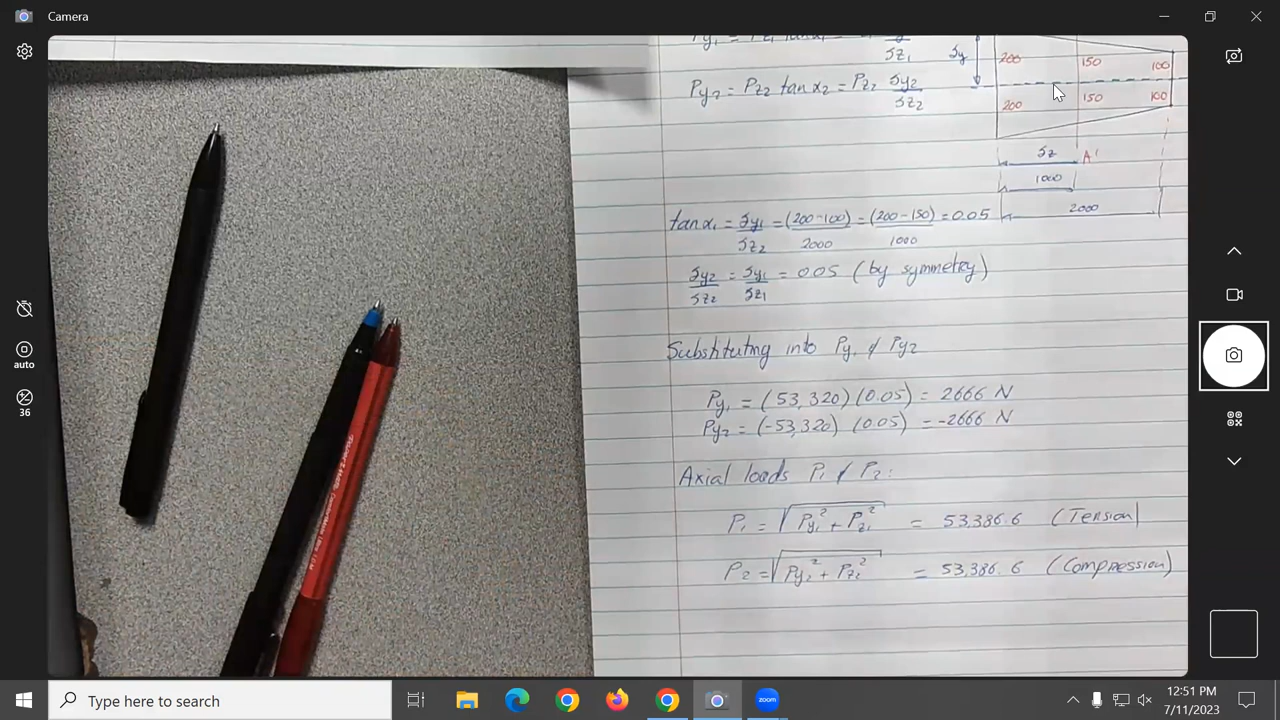 Camera
δz₁
δy
200 150 100
Py₂ = Pz₂ tan α₂ = Pz₂ δy₂/δz₂
200 150 100
δz A'
1000
2000
tan α₁ = δy₁/δz₂ = (200-100)/2000 = (200-150)/1000 = 0.05
δy₂/δz₂ = δy₁/δz₁ = 0.05 (by symmetry)
Substituting into Py₁ & Py₂
Py₁ = (53,320)(0.05) = 2666 N
Py₂ = (-53,320)(0.05) = -2666 N
Axial loads P₁ & P₂:
P₁ = √(Py₁² + Pz₁²) = 53,386.6 (Tension)
P₂ = √(Py₂² + Pz₂²) = 53,386.6 (Compression)
auto
36
Type here to search
zoom
12:51 PM
7/11/2023